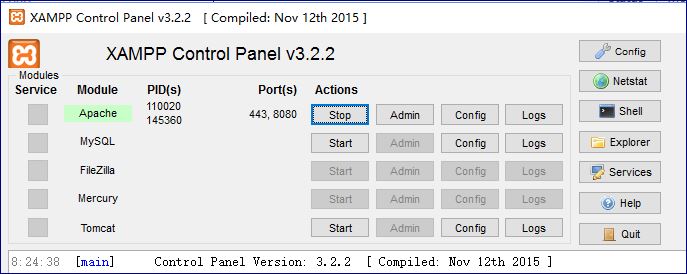 XAMPP Control Panel v3.2.2   [ Compiled: Nov 12th 2015 ]
XAMPP Control Panel v3.2.2
Config
Modules
Service Module PID(s) Port(s) Actions
Netstat
Apache 110020 145360 443, 8080 Stop Admin Config Logs
Shell
MySQL Start Admin Config Logs
Explorer
FileZilla Start Admin Config Logs
Services
Mercury Start Admin Config Logs
Help
Tomcat Start Admin Config Logs
Quit
8:24:38 [main] Control Panel Version: 3.2.2 [ Compiled: Nov 12th 2015 ]